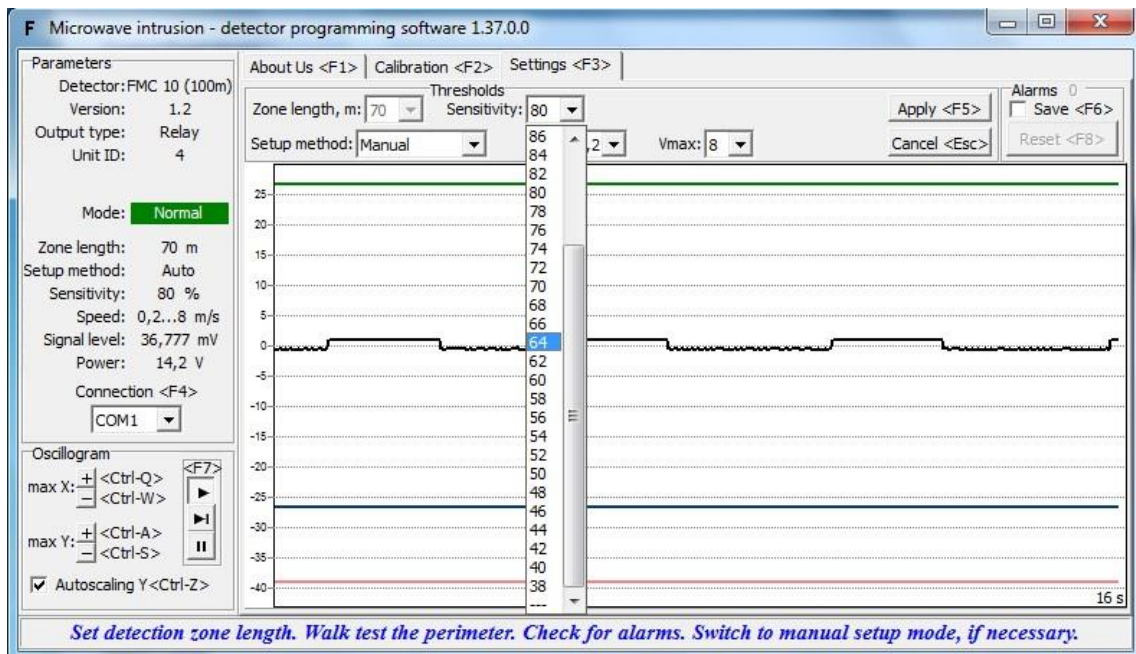 F Microwave intrusion - detector programming software 1.37.0.0
Parameters
Detector: FMC 10 (100m)
Version: 1.2
Output type: Relay
Unit ID: 4
Mode: Normal
Zone length: 70 m
Setup method: Auto
Sensitivity: 80 %
Speed: 0,2...8 m/s
Signal level: 36,777 mV
Power: 14,2 V
Connection <F4>
COM1
Oscillogram
<F7>
max X: + <Ctrl-Q>
- <Ctrl-W>
max Y: + <Ctrl-A>
- <Ctrl-S>
Autoscaling Y<Ctrl-Z>
About Us <F1> Calibration <F2> Settings <F3>
Thresholds
Zone length, m: 70 Sensitivity: 80
Setup method: Manual ,2 Vmax: 8
Apply <F5>
Cancel <Esc>
Alarms 0
Save <F6>
Reset <F8>
86
84
82
80
78
76
74
72
70
68
66
64
62
60
58
56
54
52
50
48
46
44
42
40
38
---
25
20
15
10
5
0
-5
-10
-15
-20
-25
-30
-35
-40
16 s
Set detection zone length. Walk test the perimeter. Check for alarms. Switch to manual setup mode, if necessary.